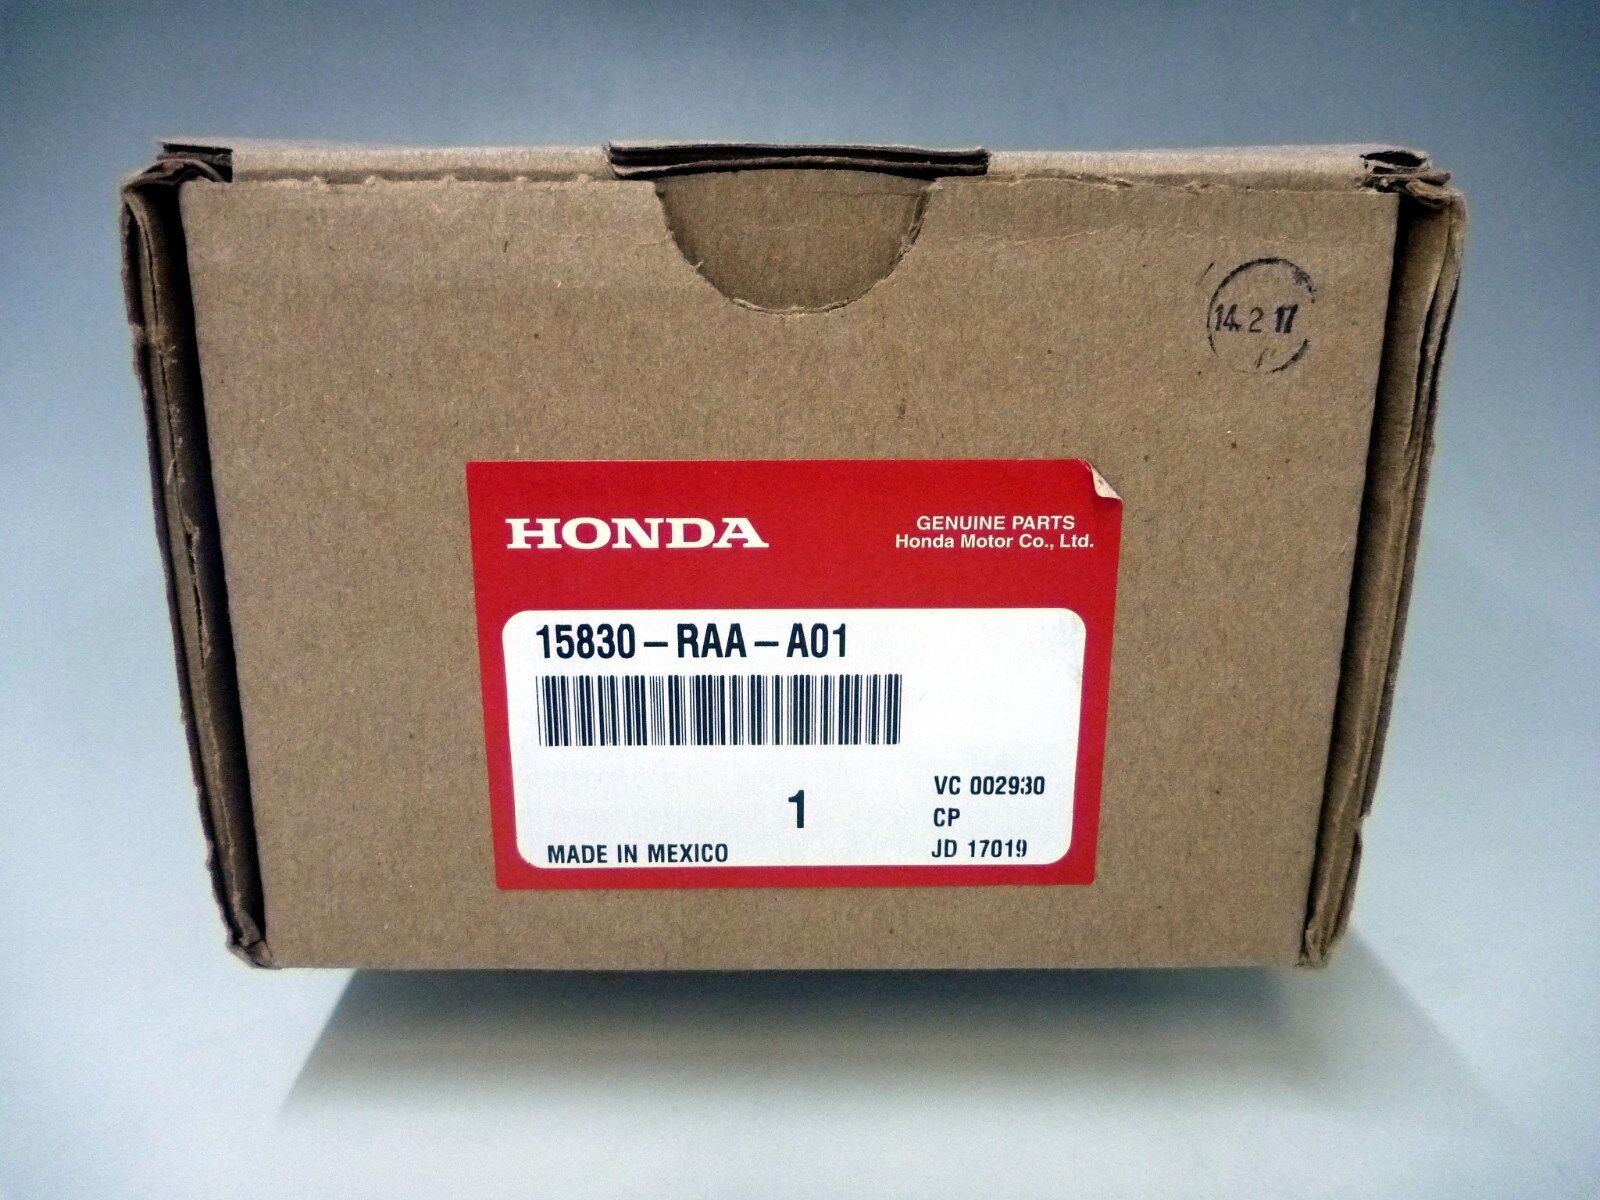 14. 2 17
HONDA
GENUINE PARTS
Honda Motor Co., Ltd.
15830-RAA-A01
1
VC 002930
CP
MADE IN MEXICO
JD 17019